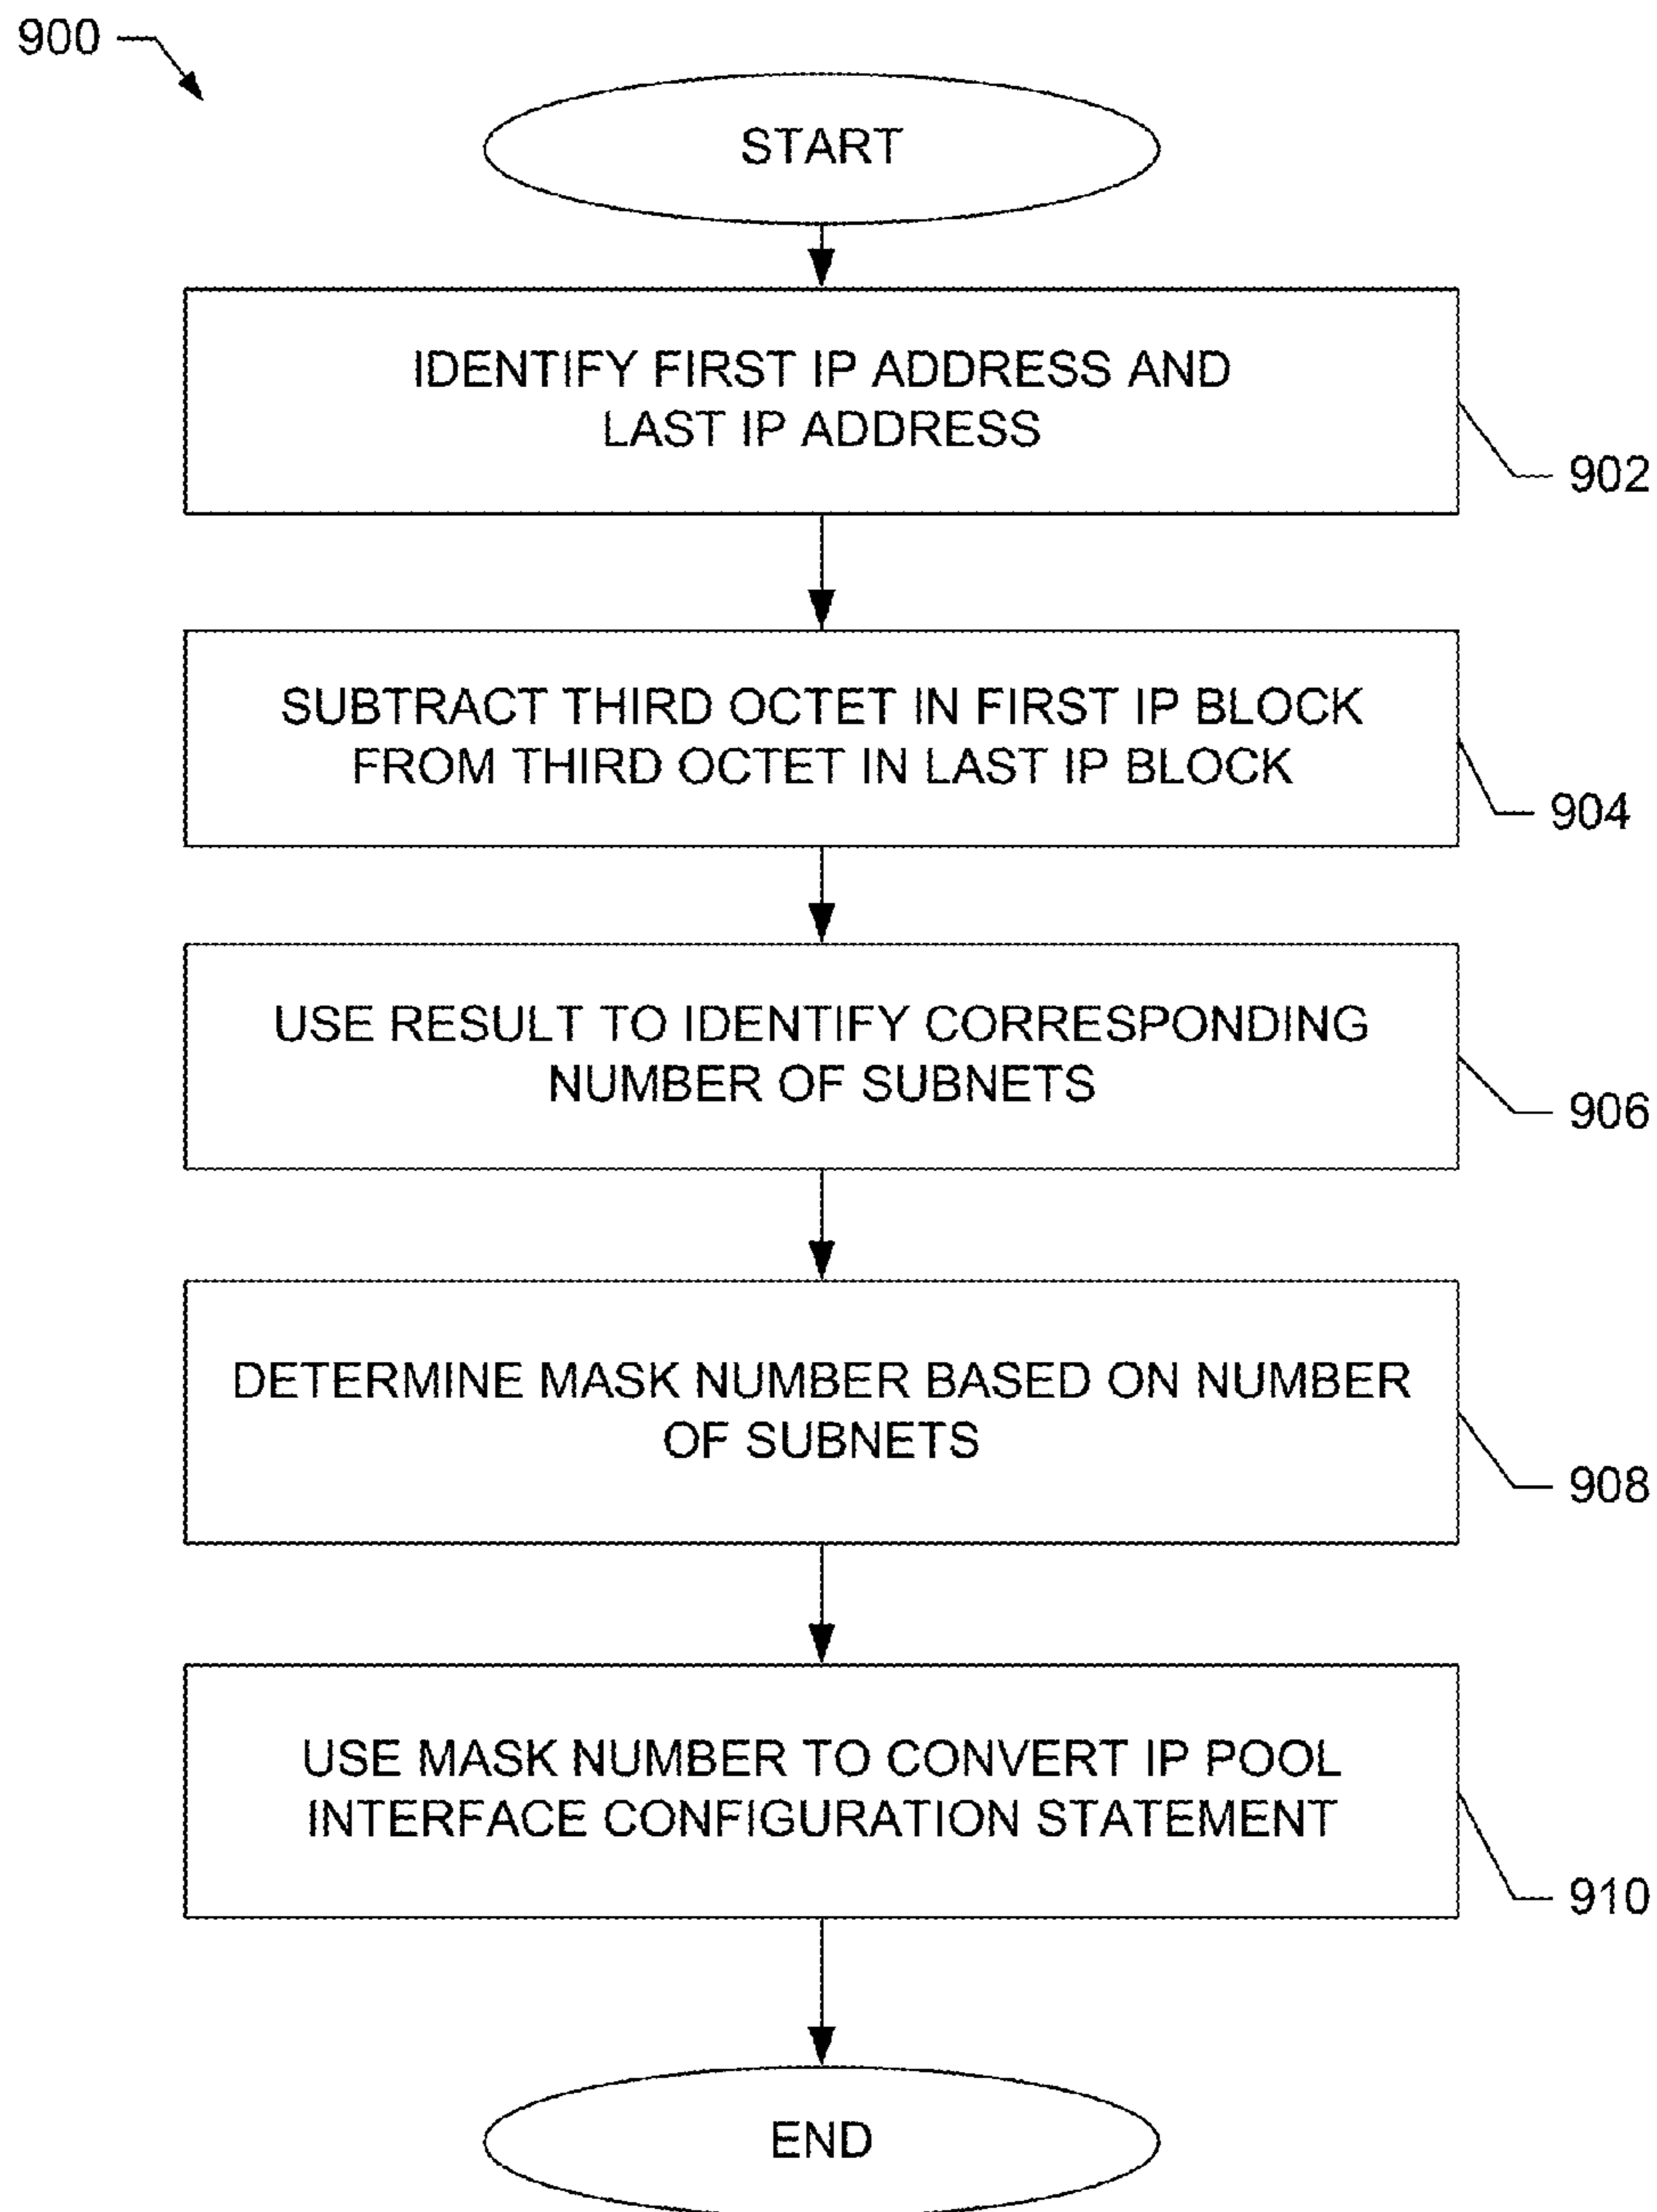 900
START
IDENTIFY FIRST IP ADDRESS AND
LAST IP ADDRESS
902
SUBTRACT THIRD OCTET IN FIRST IP BLOCK
FROM THIRD OCTET IN LAST IP BLOCK
904
USE RESULT TO IDENTIFY CORRESPONDING
NUMBER OF SUBNETS
906
DETERMINE MASK NUMBER BASED ON NUMBER
OF SUBNETS
908
USE MASK NUMBER TO CONVERT IP POOL
INTERFACE CONFIGURATION STATEMENT
910
END